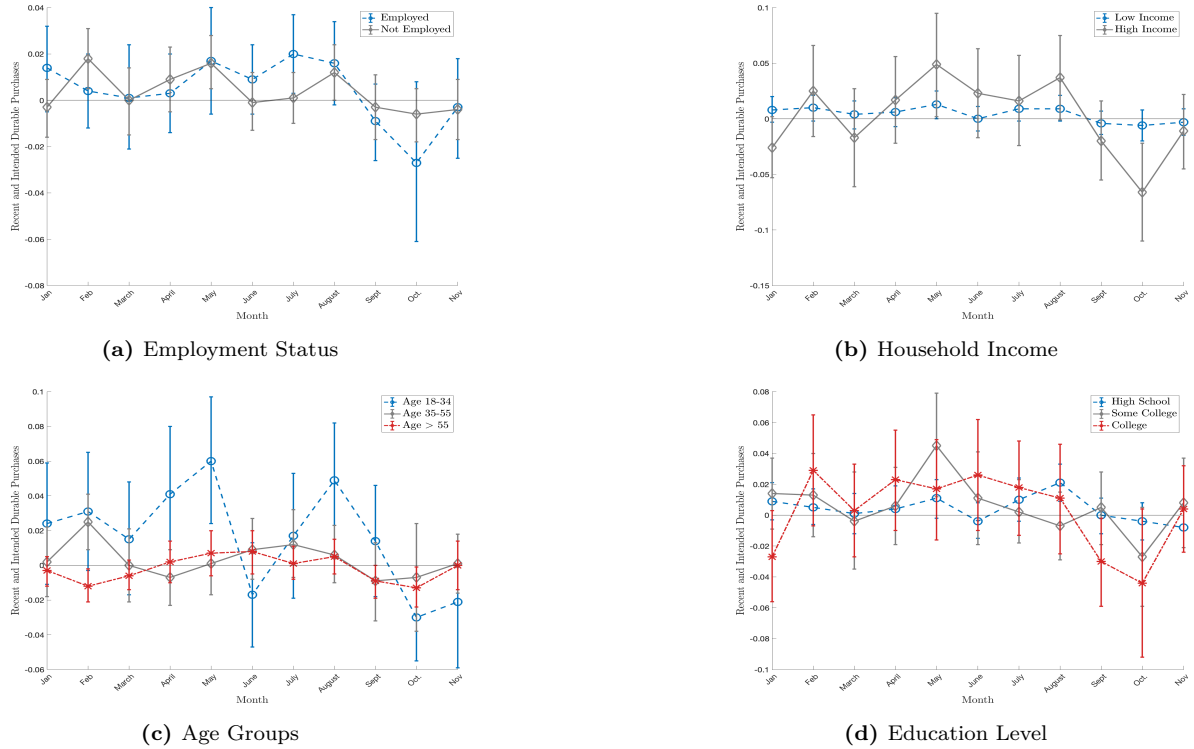 Recent and Intended Durable Purchases
0.04
0.02
0
-0.02
-0.04
-0.06
-0.08
Employed
Not Employed
Jan
Feb
March
April
May
June
July
August
Sept
Oct.
Nov
Month
(a) Employment Status
Recent and Intended Durable Purchases
0.1
0.05
0
-0.05
-0.1
-0.15
Low Income
High Income
Jan
Feb
March
April
May
June
July
August
Sept
Oct.
Nov
Month
(b) Household Income
Recent and Intended Durable Purchases
0.1
0.08
0.06
0.04
0.02
0
-0.02
-0.04
-0.06
Age 18-34
Age 35-55
Age > 55
Jan
Feb
March
April
May
June
July
August
Sept
Oct.
Nov
Month
(c) Age Groups
Recent and Intended Durable Purchases
0.08
0.06
0.04
0.02
0
-0.02
-0.04
-0.06
-0.08
-0.1
High School
Some College
College
Jan
Feb
March
April
May
June
July
August
Sept
Oct.
Nov
Month
(d) Education Level